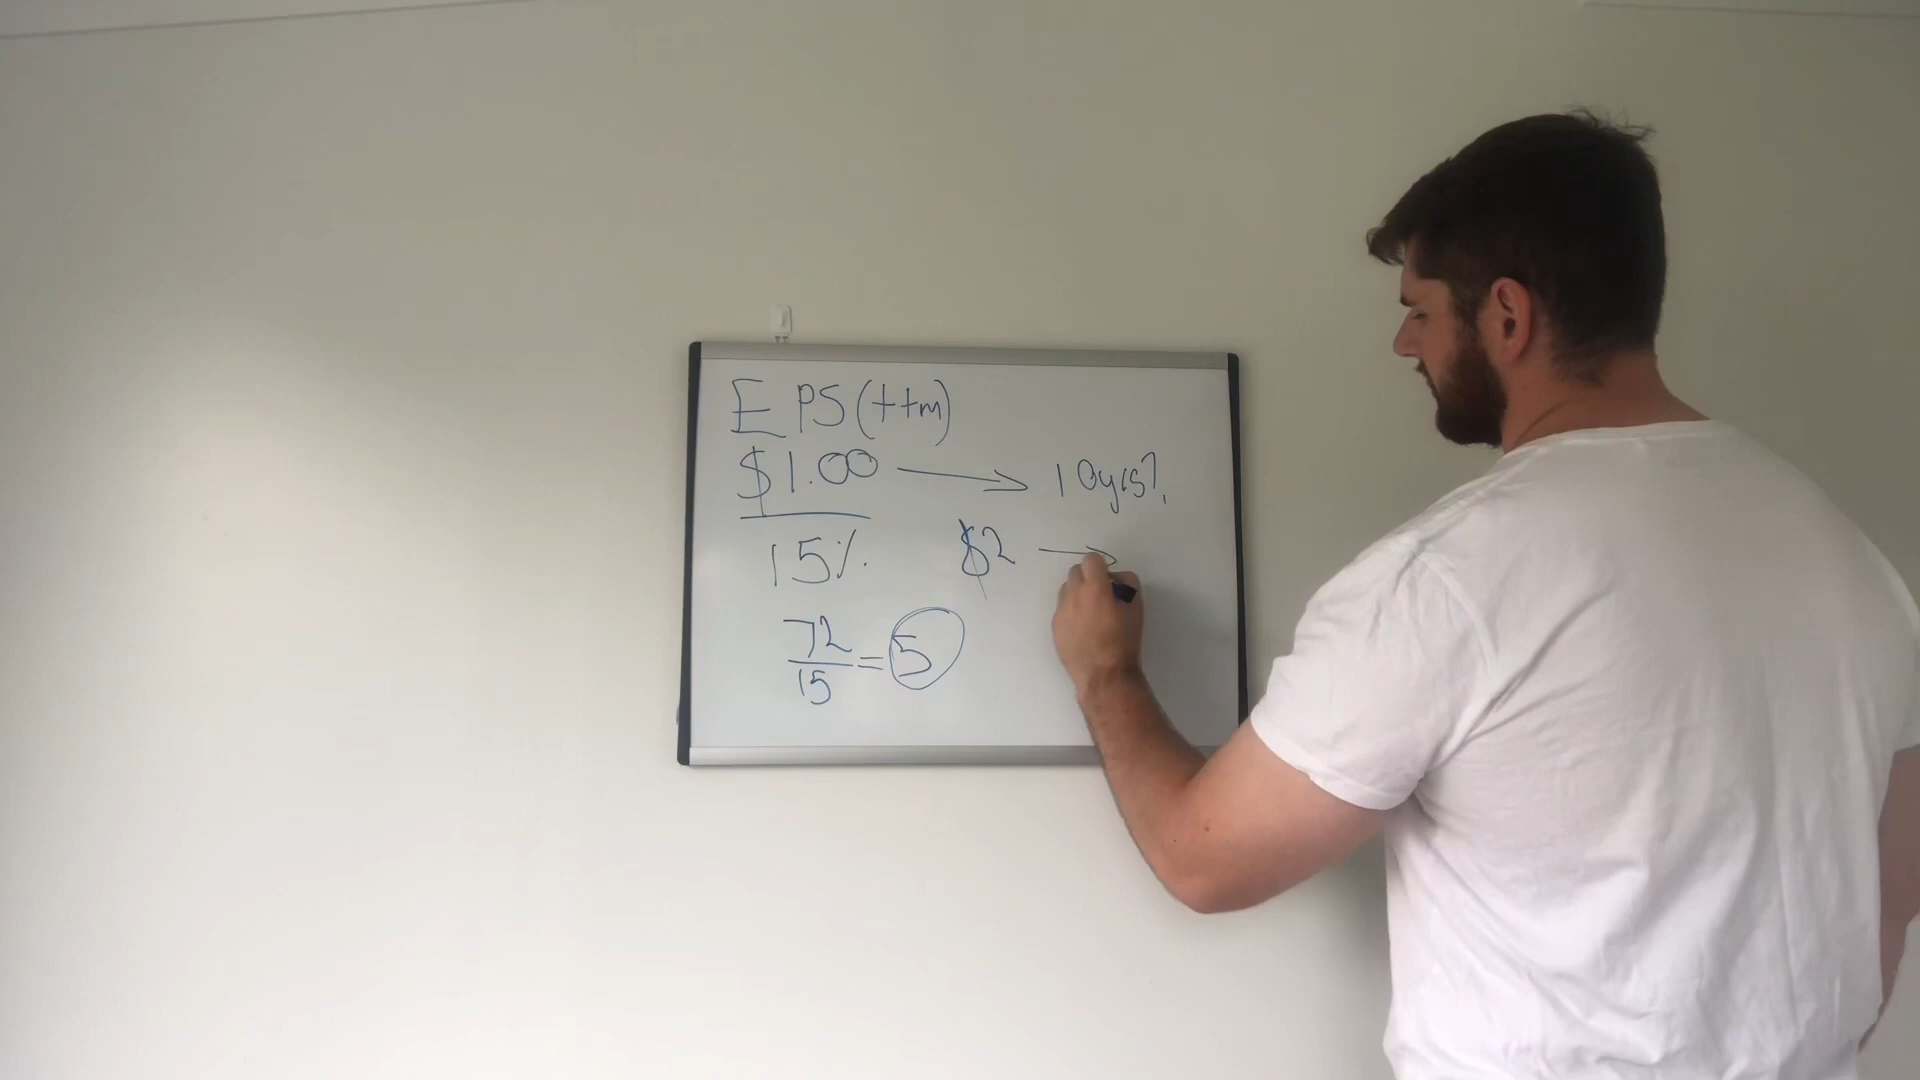 EPS (ttm)
$1.00 → 10yrs?
15% $2 →
72
15
= 5